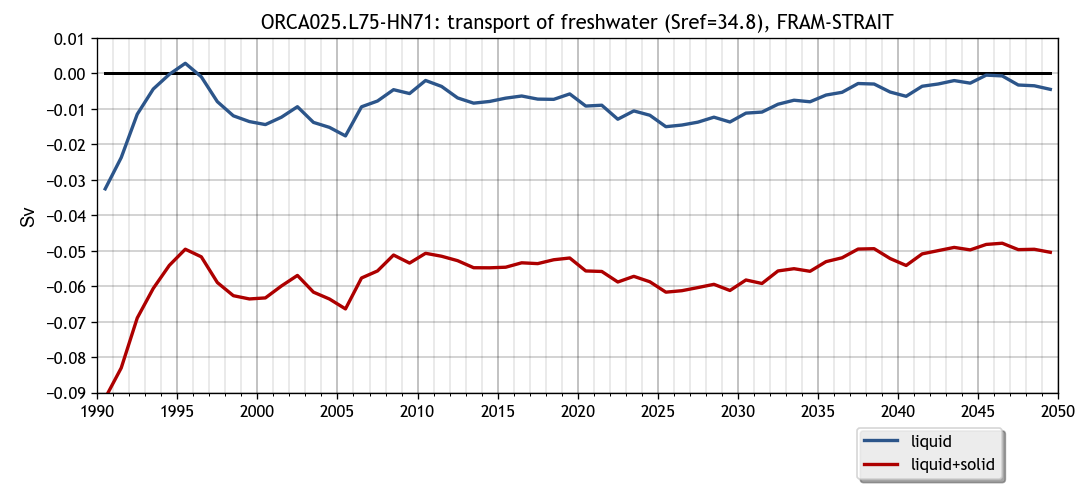 ORCA025.L75-HN71: transport of freshwater (Sref=34.8), FRAM-STRAIT
Sv
0.01
0.00
−0.01
−0.02
−0.03
−0.04
−0.05
−0.06
−0.07
−0.08
−0.09
1990 1995 2000 2005 2010 2015 2020 2025 2030 2035 2040 2045 2050
liquid
liquid+solid